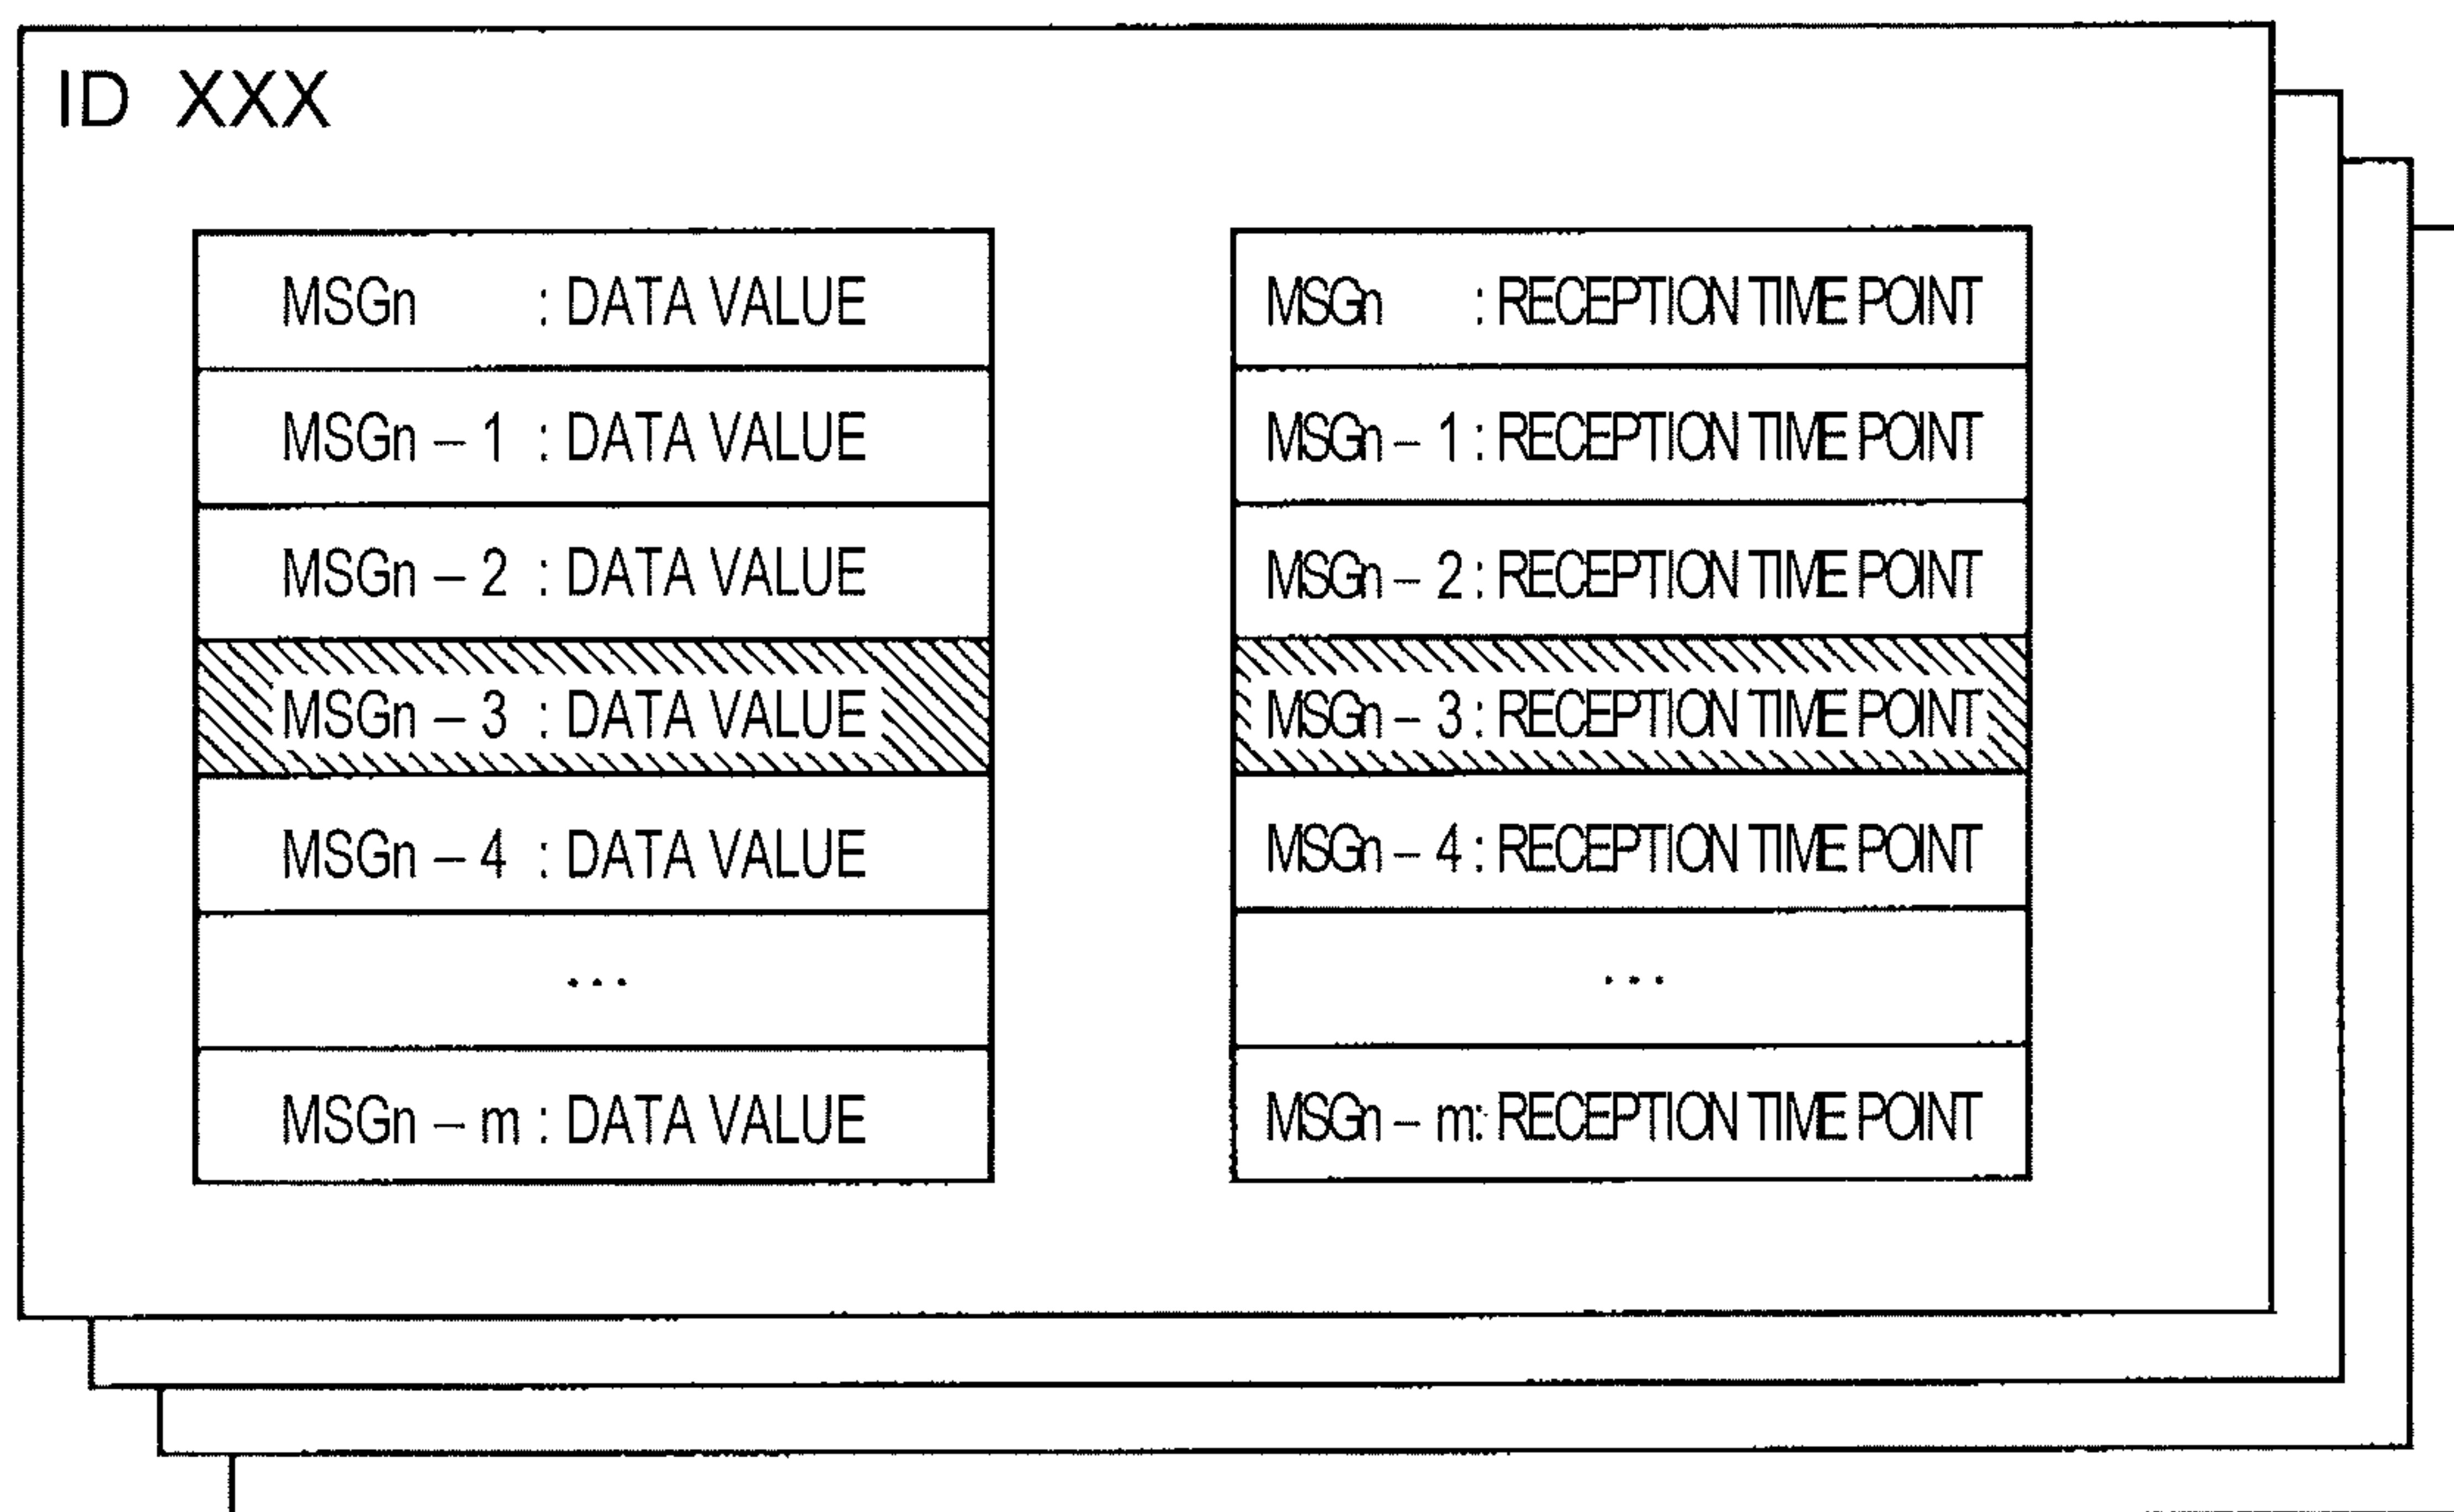 ID XXX
MSGn : DATA VALUE
MSGn – 1 : DATA VALUE
MSGn – 2 : DATA VALUE
MSGn – 3 : DATA VALUE
MSGn – 4 : DATA VALUE
...
MSGn – m : DATA VALUE
MSGn : RECEPTION TIME POINT
MSGn – 1 : RECEPTION TIME POINT
MSGn – 2 : RECEPTION TIME POINT
MSGn – 3 : RECEPTION TIME POINT
MSGn – 4 : RECEPTION TIME POINT
...
MSGn – m : RECEPTION TIME POINT